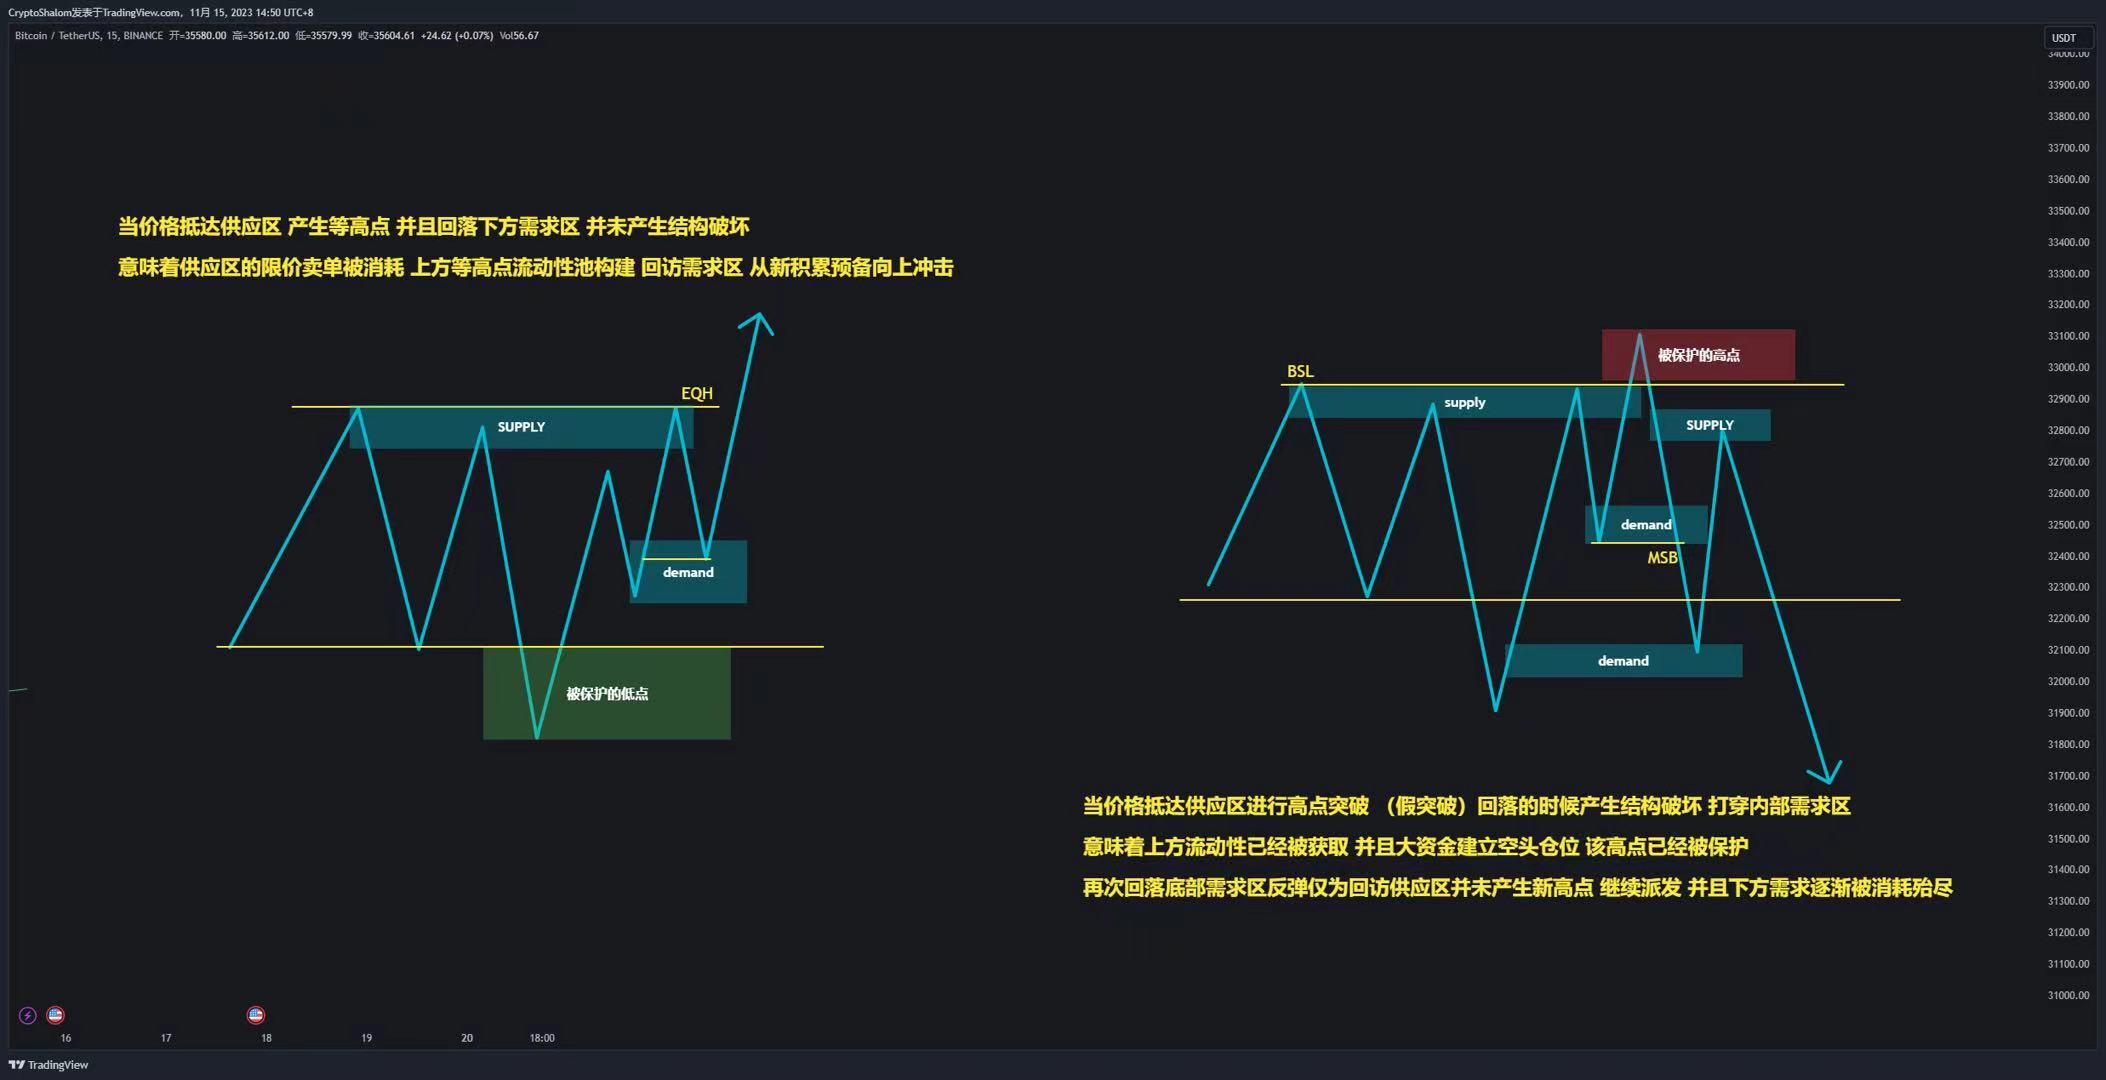 CryptoShalom发表于TradingView.com，11月 15, 2023 14:50 UTC+8
Bitcoin / TetherUS, 15, BINANCE 开=35580.00 高=35612.00 低=35579.99 收=35604.61 +24.62 (+0.07%) Vol56.67
USDT
34000.00
33900.00
33800.00
33700.00
33600.00
33500.00
33400.00
33300.00
33200.00
33100.00
33000.00
32900.00
32800.00
32700.00
32600.00
32500.00
32400.00
32300.00
32200.00
32100.00
32000.00
31900.00
31800.00
31700.00
31600.00
31500.00
31400.00
31300.00
31200.00
31100.00
31000.00
当价格抵达供应区 产生等高点 并且回落下方需求区 并未产生结构破坏
意味着供应区的限价卖单被消耗 上方等高点流动性池构建 回访需求区 从新积累预备向上冲击
EQH
SUPPLY
demand
被保护的低点
BSL
被保护的高点
supply
SUPPLY
demand
MSB
demand
当价格抵达供应区进行高点突破 （假突破）回落的时候产生结构破坏 打穿内部需求区
意味着上方流动性已经被获取 并且大资金建立空头仓位 该高点已经被保护
再次回落底部需求区反弹仅为回访供应区并未产生新高点 继续派发 并且下方需求逐渐被消耗殆尽
16 17 18 19 20 18:00
TradingView